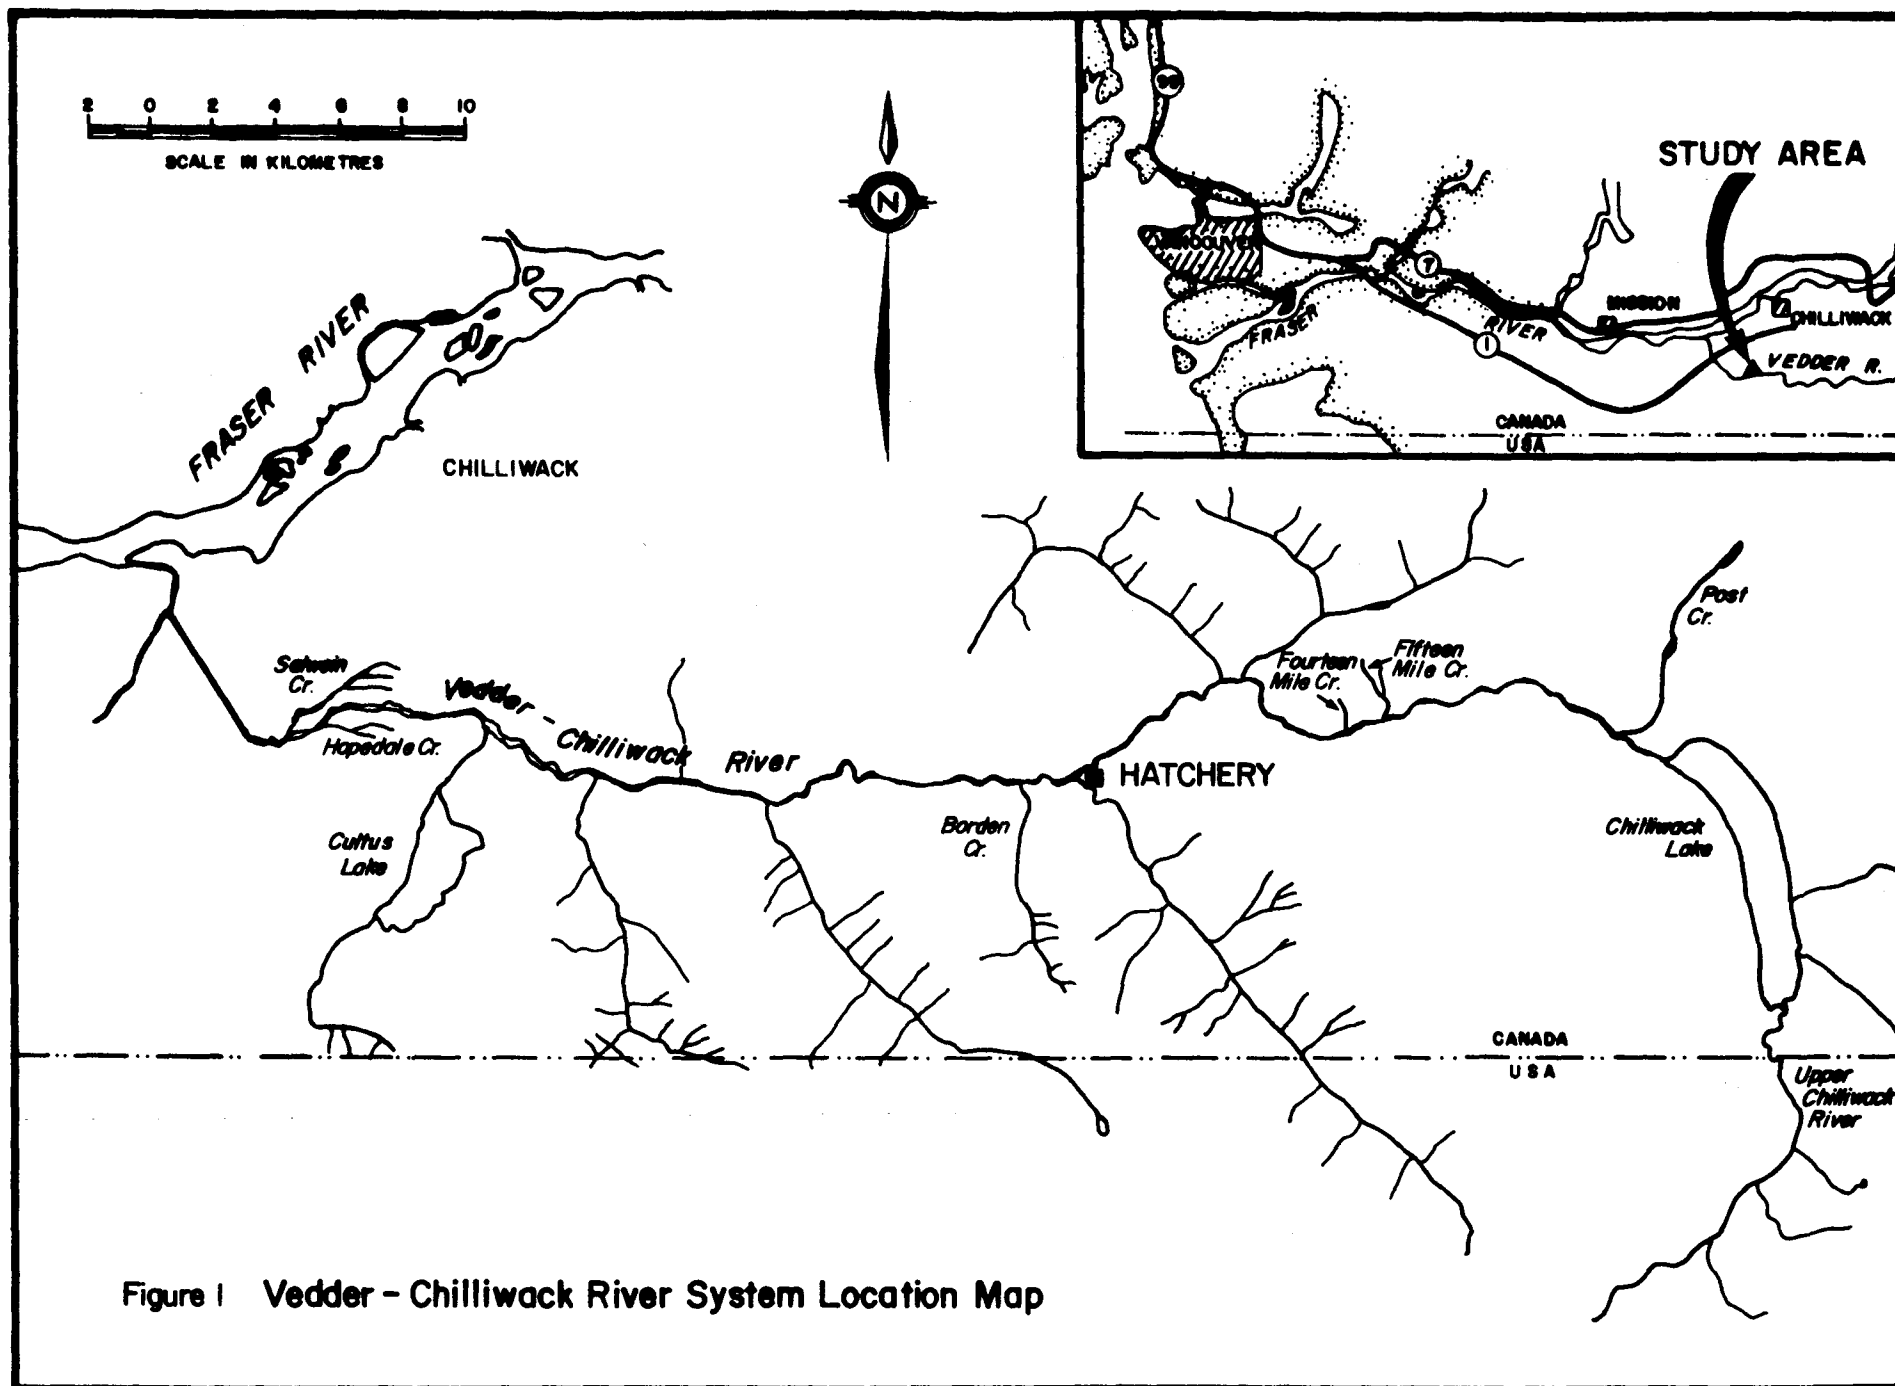 2 0 2 4 6 8 10
SCALE IN KILOMETRES
N
99
STUDY AREA
VANCOUVER
7
MISSION
CHILLIWACK
FRASER
RIVER
1
VEDDER R.
CANADA
USA
FRASER RIVER
CHILLIWACK
Post
Cr.
Salwein
Cr.
Fourteen
Mile Cr.
Fifteen
Mile Cr.
Vedder - Chilliwack River
Hopedale Cr.
HATCHERY
Cultus
Lake
Borden
Cr.
Chilliwack
Lake
CANADA
USA
Upper
Chilliwack
River
Figure 1 Vedder - Chilliwack River System Location Map